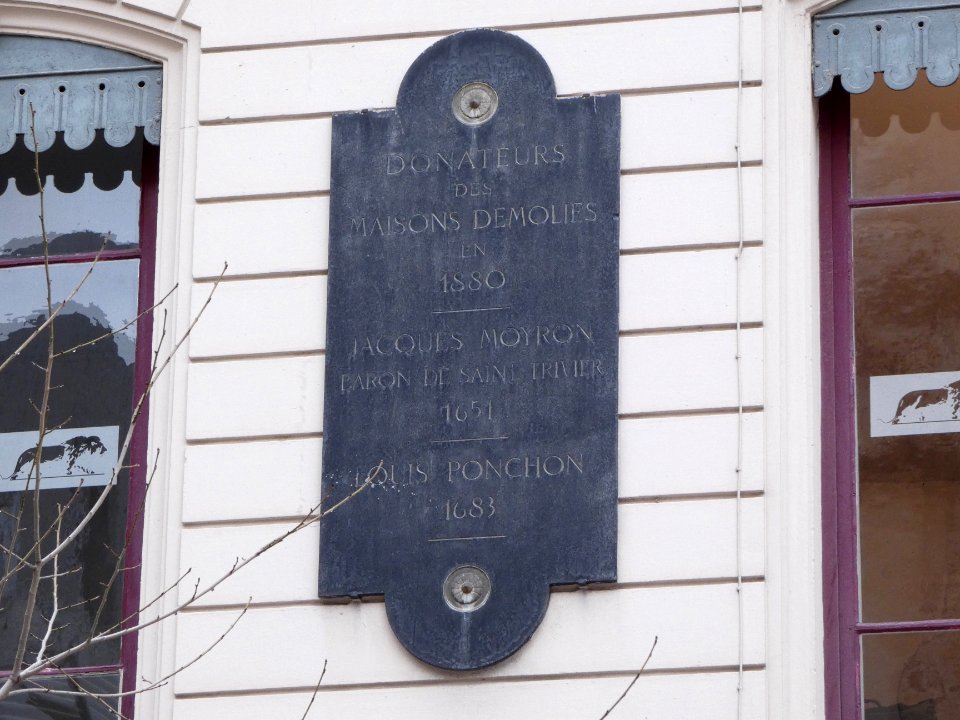 DONATEURS
DES
MAISONS DEMOLIES
EN
1880
JACQUES MOYRON
BARON DE SAINT TRIVIER
1651
LOUIS PONCHON
1683